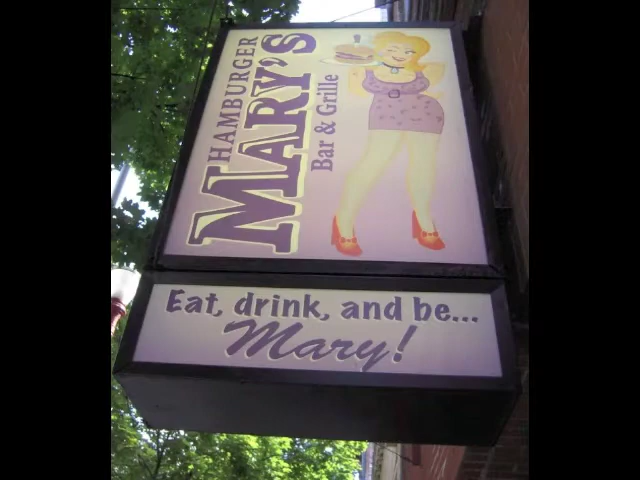 HAMBURGER
MARY'S
Bar & Grille
Eat, drink, and be...
Mary!